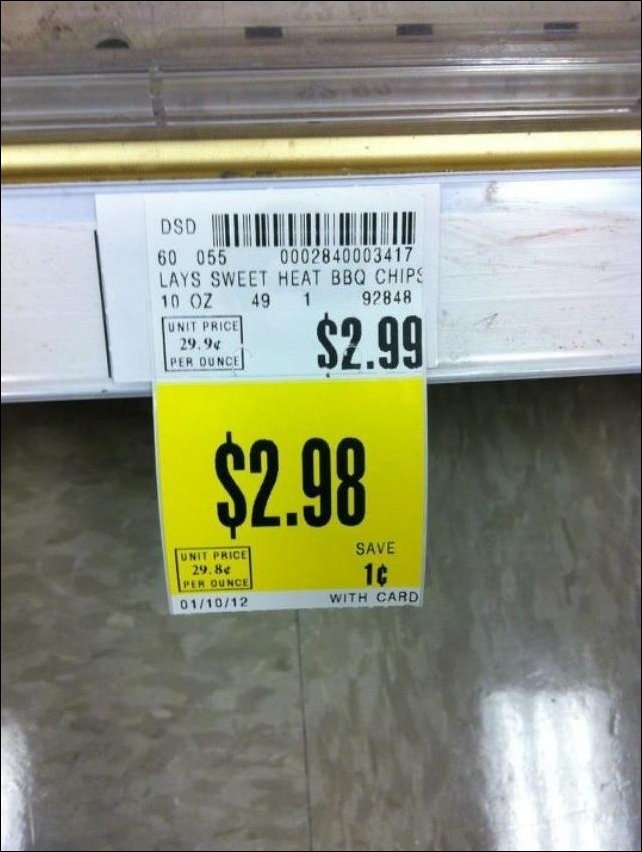 DSD
60 055 0002840003417
LAYS SWEET HEAT BBQ CHIPS
10 OZ 49 1 92848
UNIT PRICE
29.9¢
PER OUNCE
$2.99
$2.98
UNIT PRICE
29.8¢
PER OUNCE
SAVE
1¢
01/10/12
WITH CARD